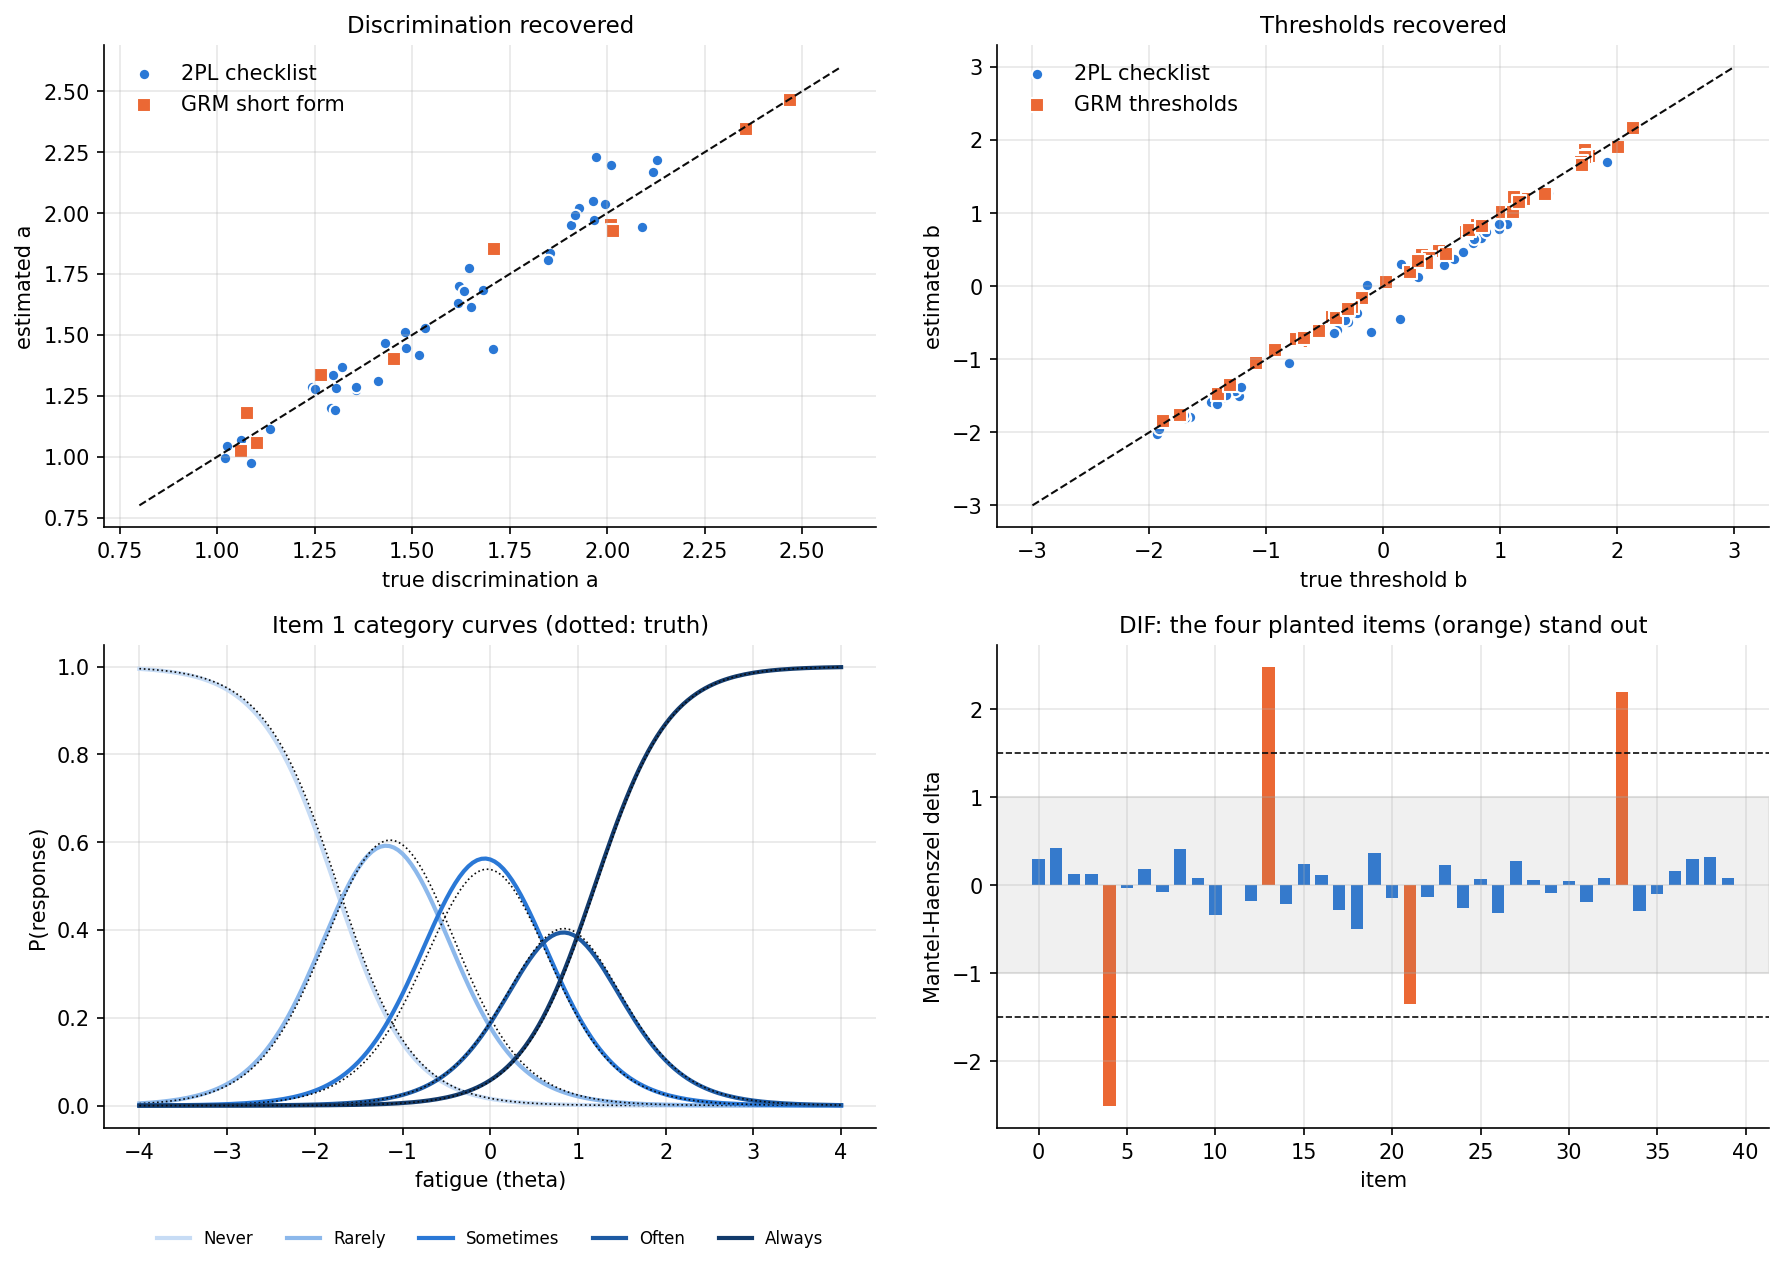 Discrimination recovered
2PL checklist
GRM short form
2.50
2.25
2.00
1.75
1.50
1.25
1.00
0.75
estimated a
0.75 1.00 1.25 1.50 1.75 2.00 2.25 2.50
true discrimination a
Thresholds recovered
2PL checklist
GRM thresholds
3
2
1
0
−1
−2
−3
estimated b
−3 −2 −1 0 1 2 3
true threshold b
Item 1 category curves (dotted: truth)
1.0
0.8
0.6
0.4
0.2
0.0
P(response)
−4 −3 −2 −1 0 1 2 3 4
fatigue (theta)
Never Rarely Sometimes Often Always
DIF: the four planted items (orange) stand out
2
1
0
−1
−2
Mantel-Haenszel delta
0 5 10 15 20 25 30 35 40
item